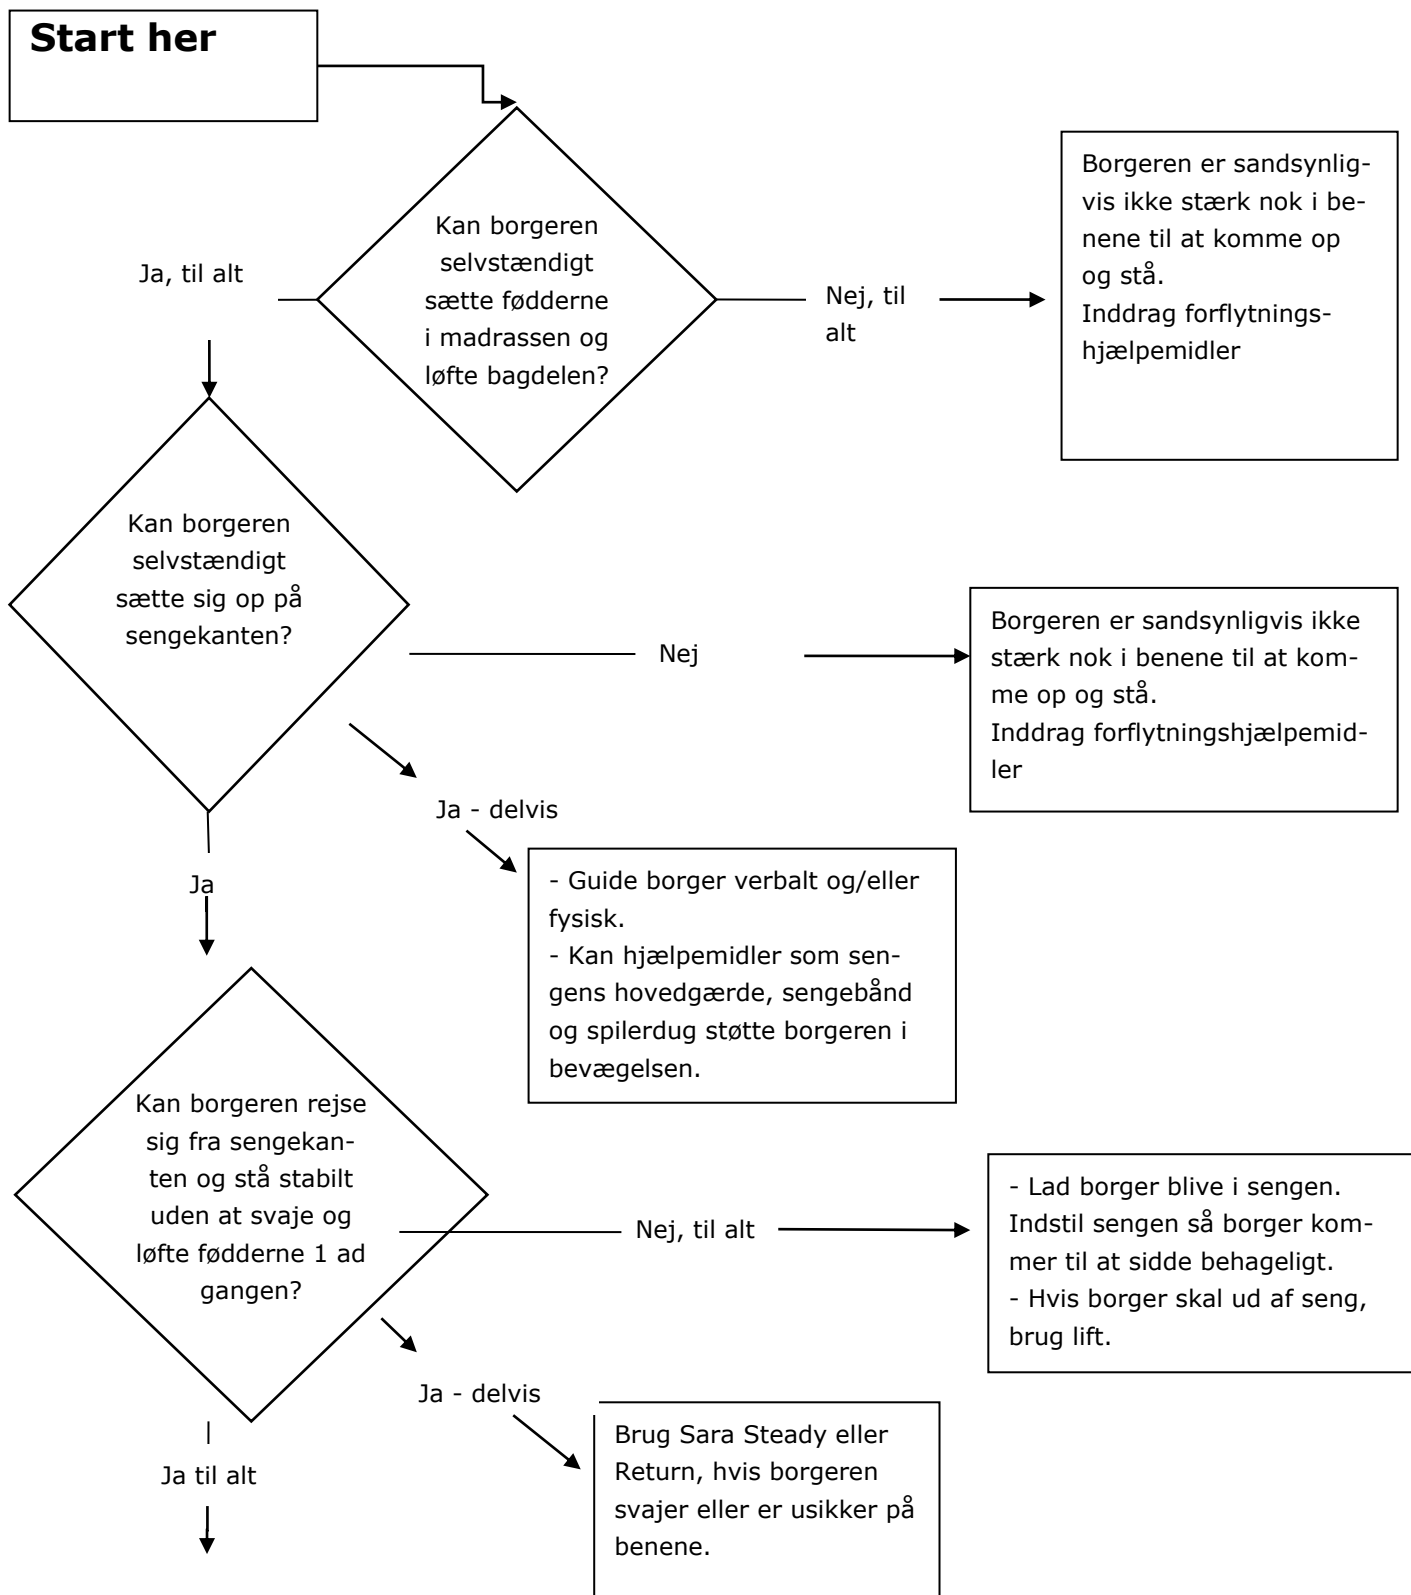 Start her
Kan borgeren
selvstændigt
sætte fødderne
i madrassen og
løfte bagdelen?
Ja, til alt
Nej, til
alt
Borgeren er sandsynlig-
vis ikke stærk nok i be-
nene til at komme op
og stå.
Inddrag forflytnings-
hjælpemidler
Kan borgeren
selvstændigt
sætte sig op på
sengekanten?
Nej
Borgeren er sandsynligvis ikke
stærk nok i benene til at kom-
me op og stå.
Inddrag forflytningshjælpemid-
ler
Ja - delvis
- Guide borger verbalt og/eller
fysisk.
- Kan hjælpemidler som sen-
gens hovedgærde, sengebånd
og spilerdug støtte borgeren i
bevægelsen.
Ja
Kan borgeren rejse
sig fra sengekan-
ten og stå stabilt
uden at svaje og
løfte fødderne 1 ad
gangen?
Nej, til alt
- Lad borger blive i sengen.
Indstil sengen så borger kom-
mer til at sidde behageligt.
- Hvis borger skal ud af seng,
brug lift.
Ja - delvis
Brug Sara Steady eller
Return, hvis borgeren
svajer eller er usikker på
benene.
Ja til alt